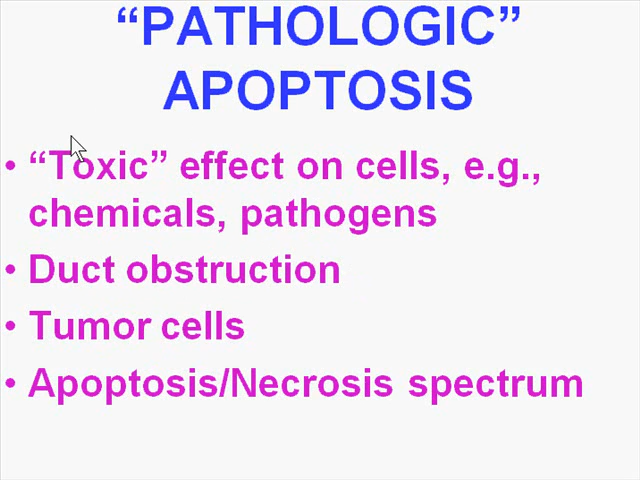 “PATHOLOGIC”
APOPTOSIS
• “Toxic” effect on cells, e.g.,
chemicals, pathogens
• Duct obstruction
• Tumor cells
• Apoptosis/Necrosis spectrum